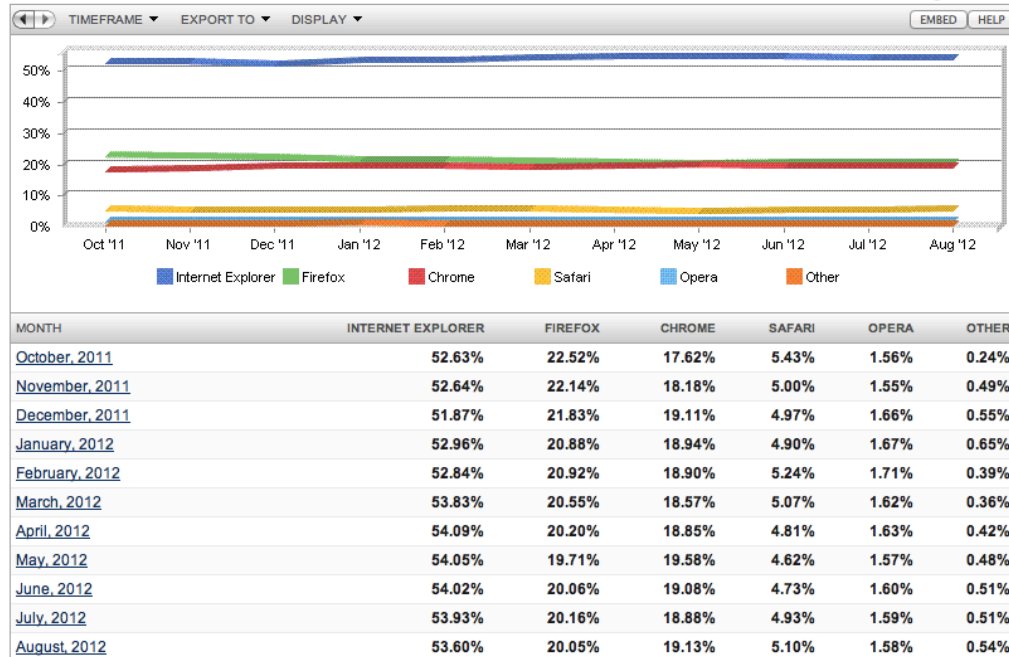 TIMEFRAME EXPORT TO DISPLAY EMBED HELP
50%
40%
30%
20%
10%
0%
Oct '11 Nov '11 Dec '11 Jan '12 Feb '12 Mar '12 Apr '12 May '12 Jun '12 Jul '12 Aug '12
Internet Explorer Firefox Chrome Safari Opera Other
MONTH INTERNET EXPLORER FIREFOX CHROME SAFARI OPERA OTHER
October, 2011 52.63% 22.52% 17.62% 5.43% 1.56% 0.24%
November, 2011 52.64% 22.14% 18.18% 5.00% 1.55% 0.49%
December, 2011 51.87% 21.83% 19.11% 4.97% 1.66% 0.55%
January, 2012 52.96% 20.88% 18.94% 4.90% 1.67% 0.65%
February, 2012 52.84% 20.92% 18.90% 5.24% 1.71% 0.39%
March, 2012 53.83% 20.55% 18.57% 5.07% 1.62% 0.36%
April, 2012 54.09% 20.20% 18.85% 4.81% 1.63% 0.42%
May, 2012 54.05% 19.71% 19.58% 4.62% 1.57% 0.48%
June, 2012 54.02% 20.06% 19.08% 4.73% 1.60% 0.51%
July, 2012 53.93% 20.16% 18.88% 4.93% 1.59% 0.51%
August, 2012 53.60% 20.05% 19.13% 5.10% 1.58% 0.54%